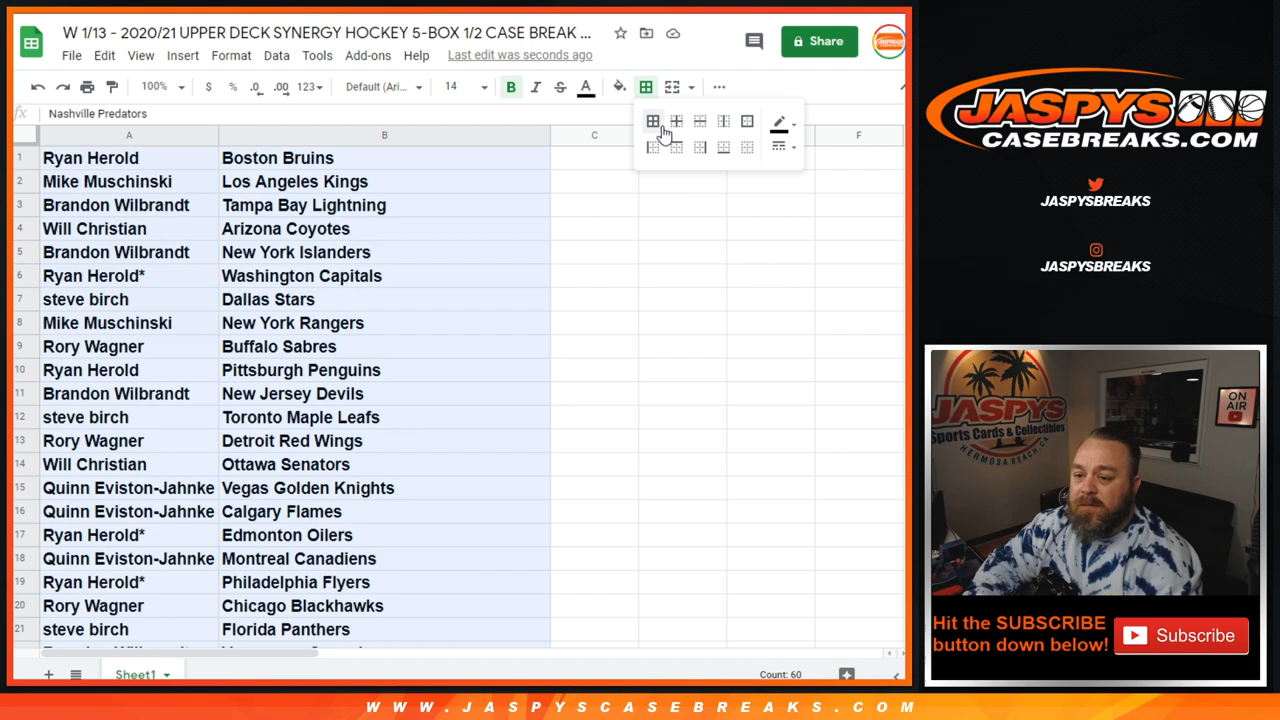 W 1/13 - 2020/21 UPPER DECK SYNERGY HOCKEY 5-BOX 1/2 CASE BREAK ...
File Edit View Insert Format Data Tools Add-ons Help Last edit was seconds ago
Share
100% $ % .0 .00 123 Default (Ari... 14 B I S A
fx Nashville Predators
A B C D E F
1 Ryan Herold Boston Bruins
2 Mike Muschinski Los Angeles Kings
3 Brandon Wilbrandt Tampa Bay Lightning
4 Will Christian Arizona Coyotes
5 Brandon Wilbrandt New York Islanders
6 Ryan Herold* Washington Capitals
7 steve birch Dallas Stars
8 Mike Muschinski New York Rangers
9 Rory Wagner Buffalo Sabres
10 Ryan Herold Pittsburgh Penguins
11 Brandon Wilbrandt New Jersey Devils
12 steve birch Toronto Maple Leafs
13 Rory Wagner Detroit Red Wings
14 Will Christian Ottawa Senators
15 Quinn Eviston-Jahnke Vegas Golden Knights
16 Quinn Eviston-Jahnke Calgary Flames
17 Ryan Herold* Edmonton Oilers
18 Quinn Eviston-Jahnke Montreal Canadiens
19 Ryan Herold* Philadelphia Flyers
20 Rory Wagner Chicago Blackhawks
21 steve birch Florida Panthers
Sheet1
Count: 60
JASPYS
CASEBREAKS.COM
JASPYSBREAKS
JASPYSBREAKS
JASPYS
Sports Cards & Collectibles
HERMOSA BEACH, CA
ON
AIR
Hit the SUBSCRIBE
button down below!
Subscribe
WWW.JASPYSCASEBREAKS.COM